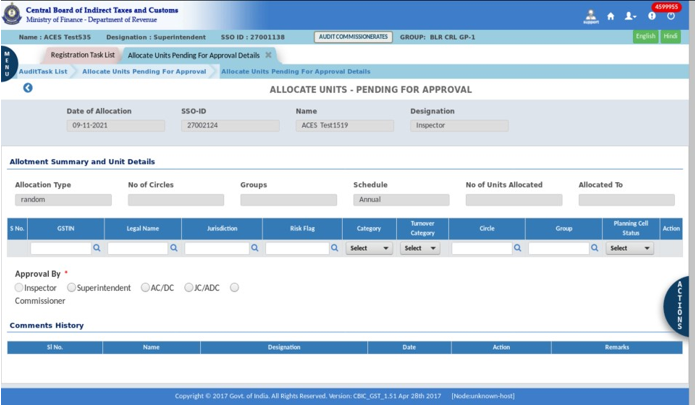 Central Board of Indirect Taxes and Customs
Ministry of Finance - Department of Revenue
support
4599955
Name : ACES Test535 Designation : Superintendent SSO ID : 27001138 AUDIT COMMISSIONERATES GROUP: BLR CRL GP-1 English Hindi
MENU
Registration Task List Allocate Units Pending For Approval Details
AuditTask List Allocate Units Pending For Approval Allocate Units Pending For Approval Details
ALLOCATE UNITS - PENDING FOR APPROVAL
Date of Allocation SSO-ID Name Designation
09-11-2021 27002124 ACES Test1519 Inspector
Allotment Summary and Unit Details
Allocation Type No of Circles Groups Schedule No of Units Allocated Allocated To
random Annual
S No. GSTIN Legal Name Jurisdiction Risk Flag Category Turnover Category Circle Group Planning Cell Status Action
Select Select Select
Approval By *
Inspector Superintendent AC/DC JC/ADC
Commissioner
ACTIONS
Comments History
Sl No. Name Designation Date Action Remarks
Copyright © 2017 Govt. of India. All Rights Reserved. Version: CBIC_GST_1.51 Apr 28th 2017 [Node:unknown-host]